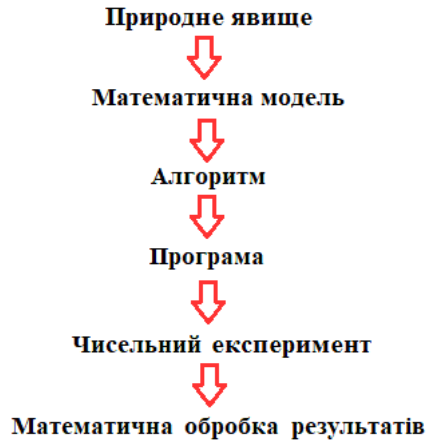 Природне явище
Математична модель
Алгоритм
Програма
Чисельний експеримент
Математична обробка результатів